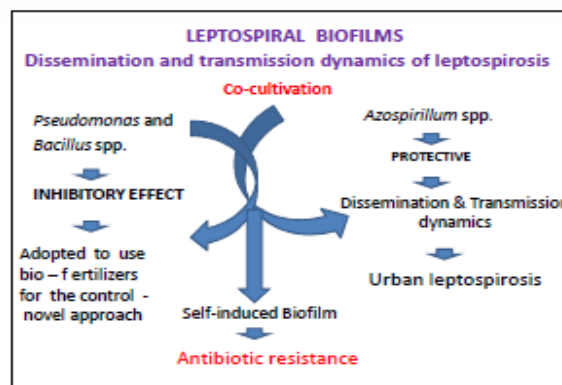 LEPTOSPIRAL BIOFILMS
Dissemination and transmission dynamics of leptospirosis
Co-cultivation
Pseudomonas and
Bacillus spp.
INHIBITORY EFFECT
Adopted to use
bio – fertilizers
for the control -
novel approach
Azospirillum spp.
PROTECTIVE
Dissemination & Transmission
dynamics
Urban leptospirosis
Self-induced Biofilm
Antibiotic resistance